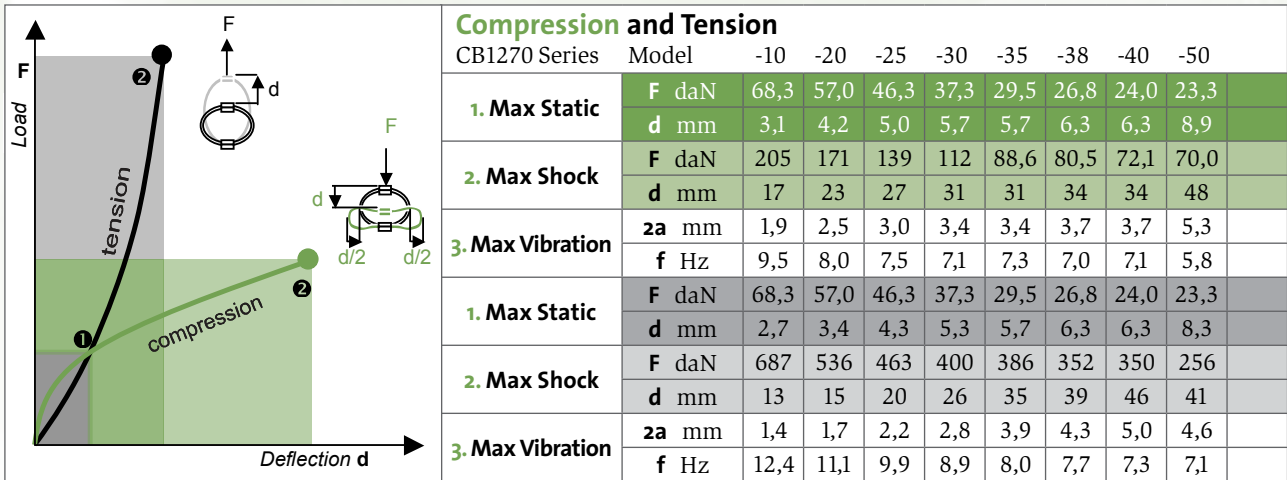 F
Load
tension
compression
❶
❷
❷
Deflection d
F
d
F
d
d/2 d/2
Compression and Tension
CB1270 Series Model -10 -20 -25 -30 -35 -38 -40 -50
1. Max Static F daN 68,3 57,0 46,3 37,3 29,5 26,8 24,0 23,3
d mm 3,1 4,2 5,0 5,7 5,7 6,3 6,3 8,9
2. Max Shock F daN 205 171 139 112 88,6 80,5 72,1 70,0
d mm 17 23 27 31 31 34 34 48
3. Max Vibration 2a mm 1,9 2,5 3,0 3,4 3,4 3,7 3,7 5,3
f Hz 9,5 8,0 7,5 7,1 7,3 7,0 7,1 5,8
1. Max Static F daN 68,3 57,0 46,3 37,3 29,5 26,8 24,0 23,3
d mm 2,7 3,4 4,3 5,3 5,7 6,3 6,3 8,3
2. Max Shock F daN 687 536 463 400 386 352 350 256
d mm 13 15 20 26 35 39 46 41
3. Max Vibration 2a mm 1,4 1,7 2,2 2,8 3,9 4,3 5,0 4,6
f Hz 12,4 11,1 9,9 8,9 8,0 7,7 7,3 7,1